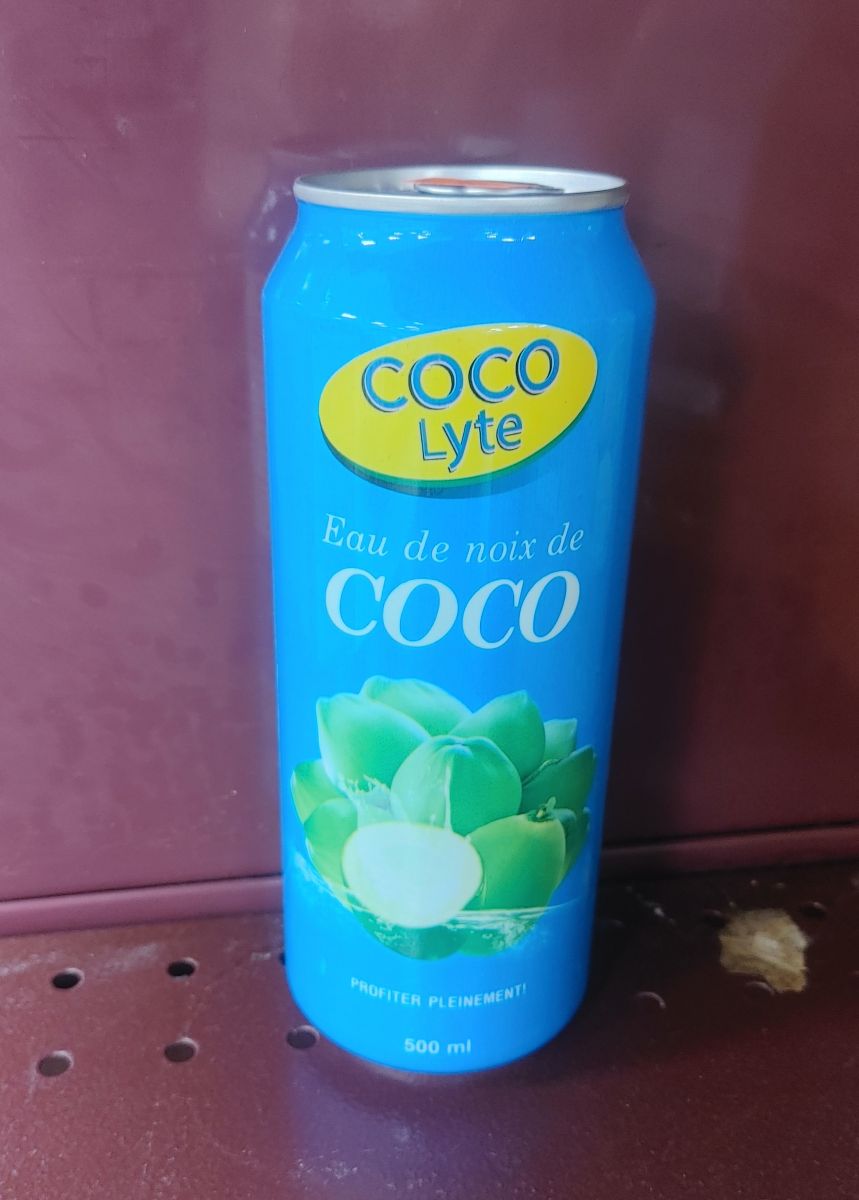 COCO
Lyte
Eau de noix de
COCO
PROFITER PLEINEMENT!
500 ml